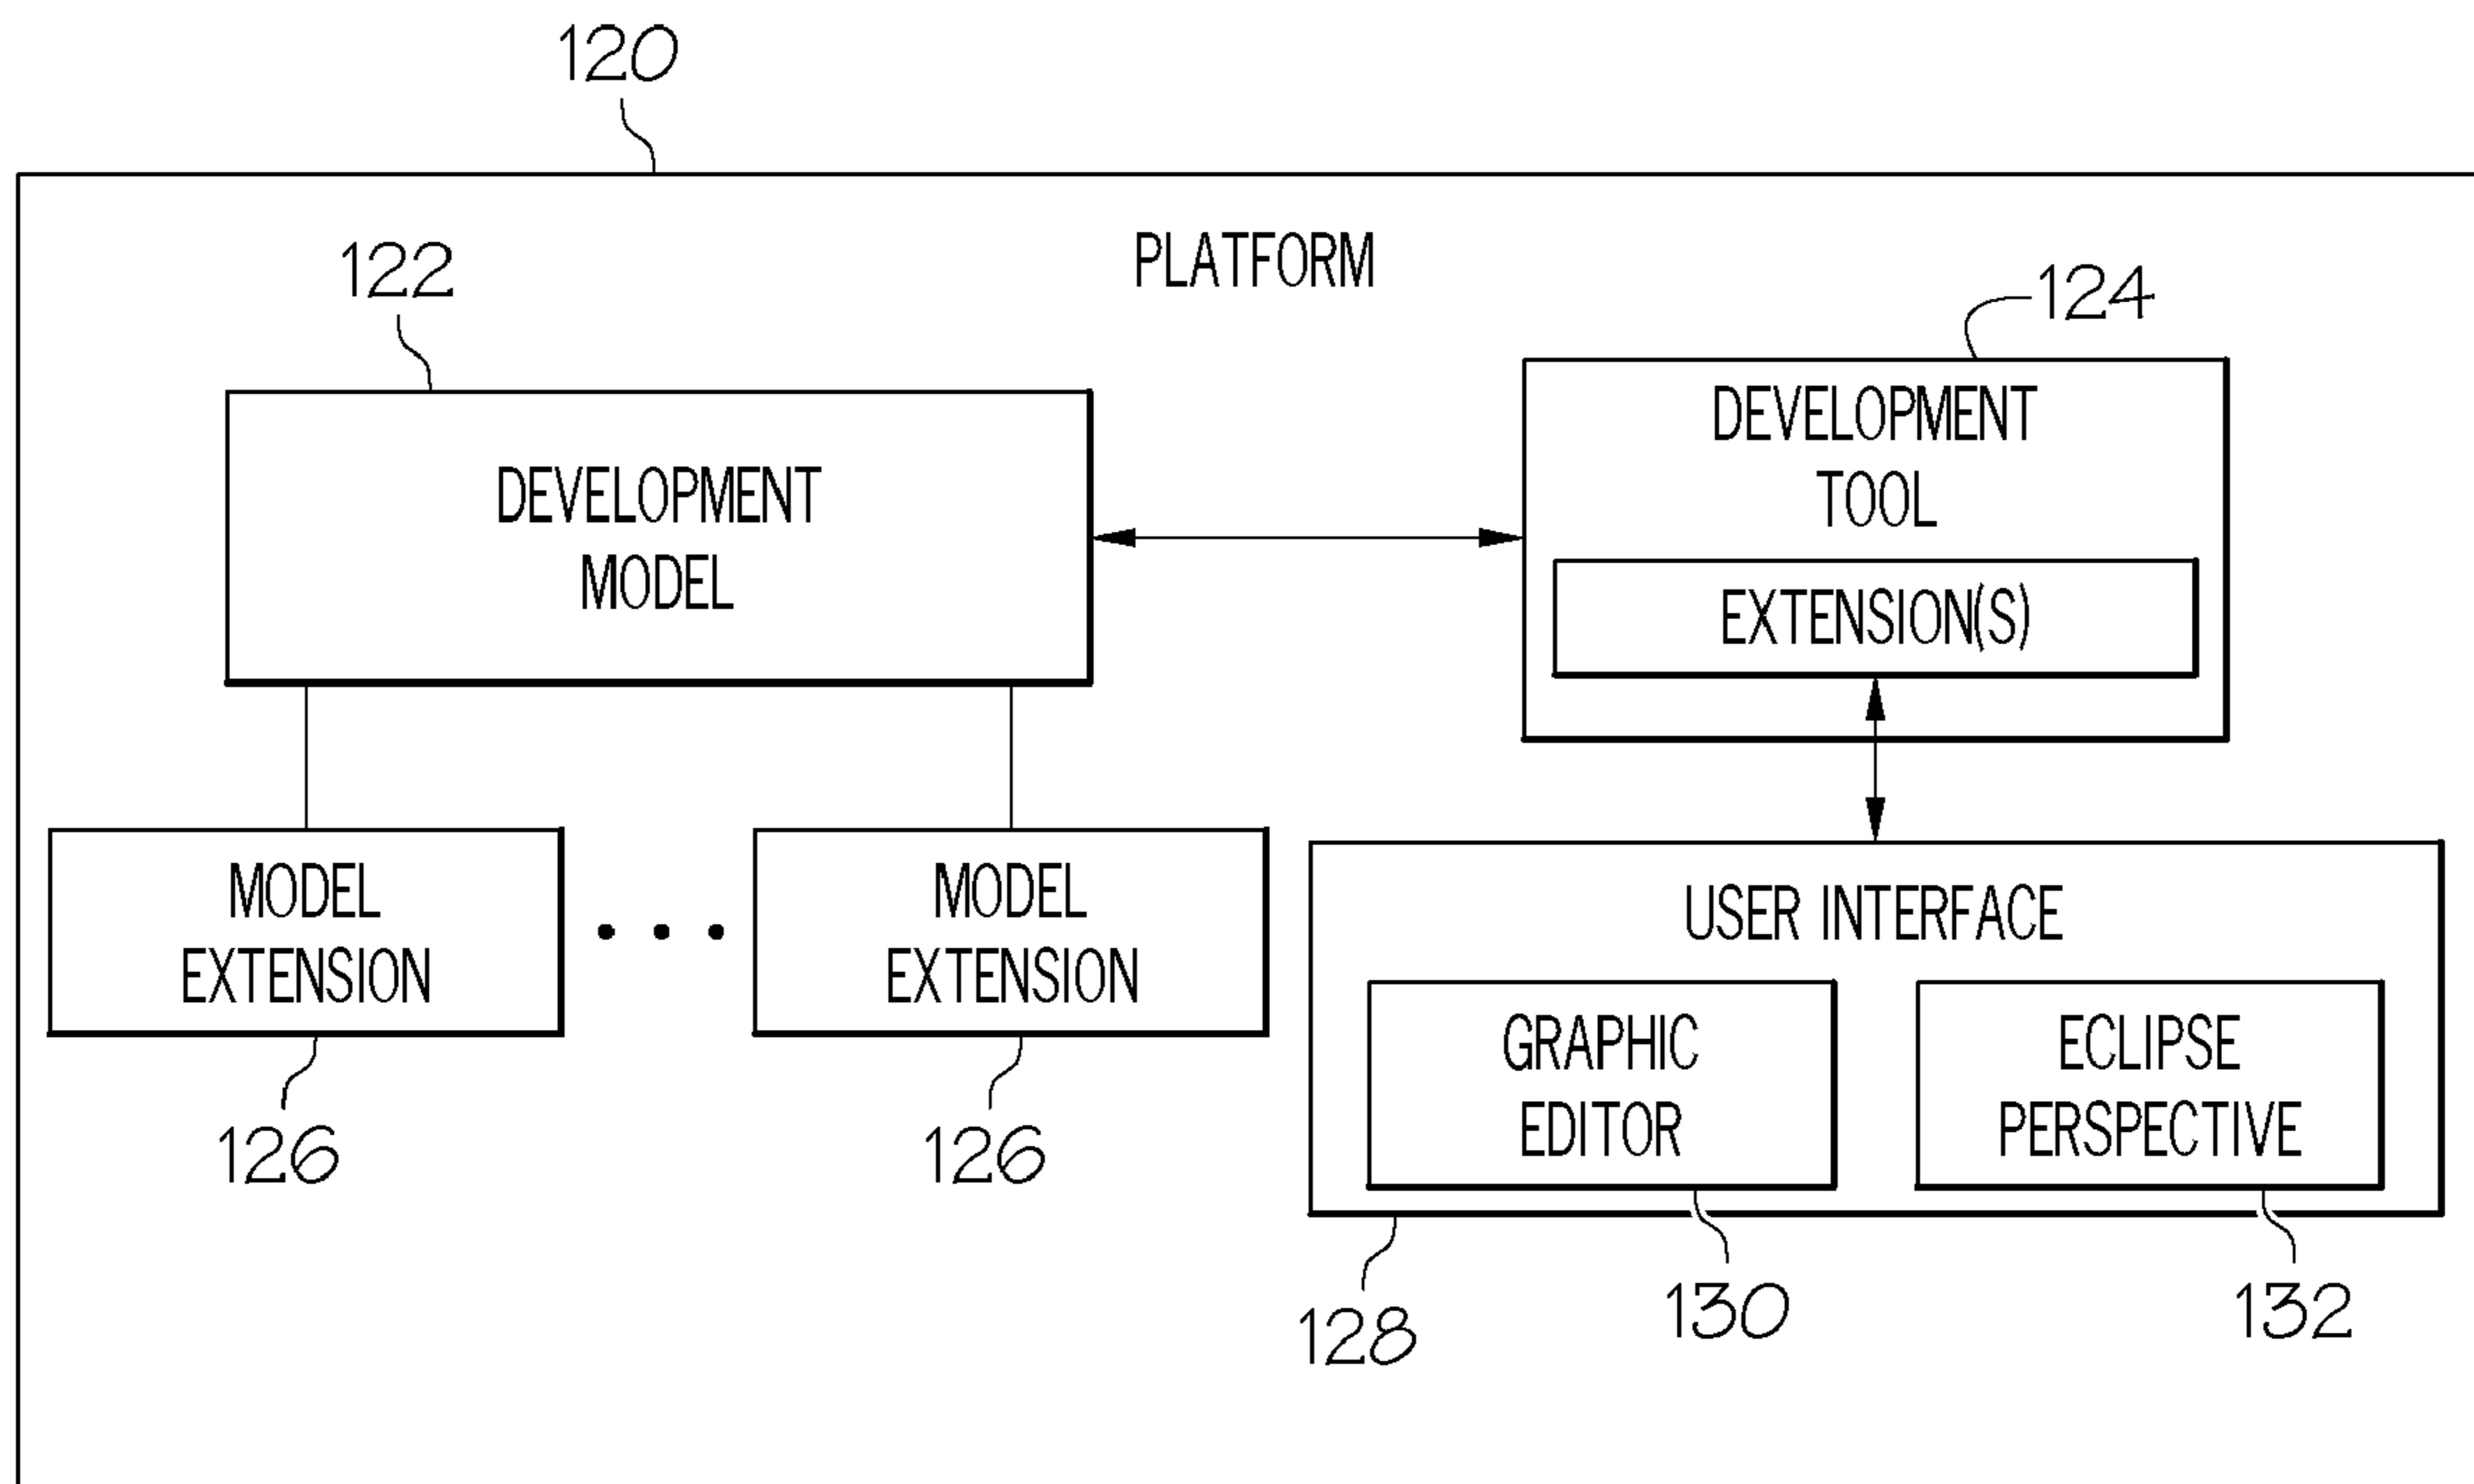 120
PLATFORM
122
124
DEVELOPMENT
MODEL
DEVELOPMENT
TOOL
EXTENSION(S)
MODEL
EXTENSION
MODEL
EXTENSION
126
126
USER INTERFACE
GRAPHIC
EDITOR
ECLIPSE
PERSPECTIVE
128
130
132